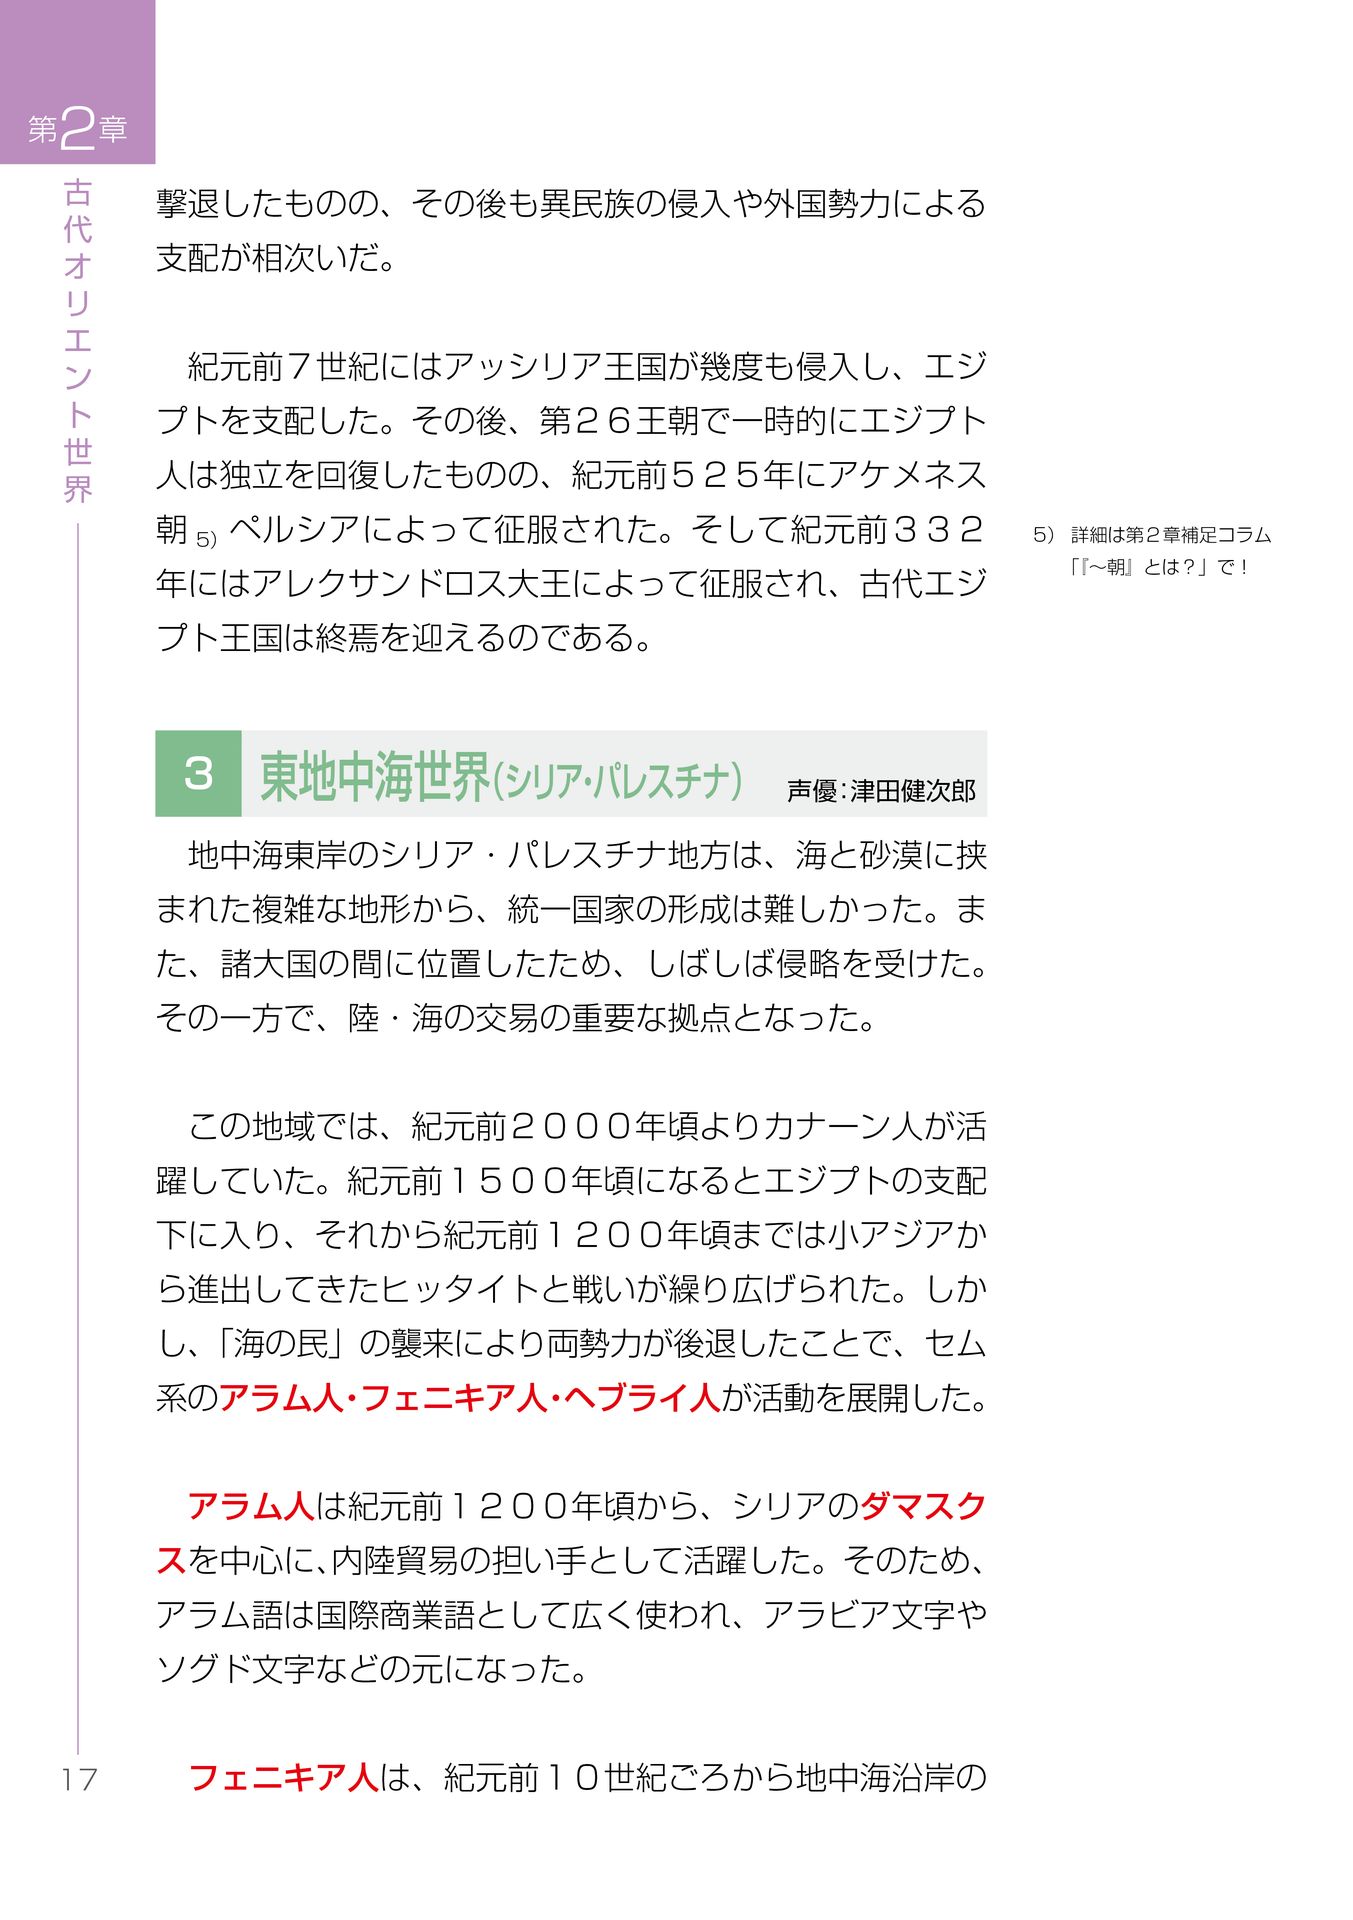 第2章
古代オリエント世界
撃退したものの、その後も異民族の侵入や外国勢力による
支配が相次いだ。
紀元前７世紀にはアッシリア王国が幾度も侵入し、エジ
プトを支配した。その後、第２６王朝で一時的にエジプト
人は独立を回復したものの、紀元前５２５年にアケメネス
朝 5) ペルシアによって征服された。そして紀元前３３２
年にはアレクサンドロス大王によって征服され、古代エジ
プト王国は終焉を迎えるのである。
5) 詳細は第２章補足コラム
「『～朝』とは？」で！
3 東地中海世界(シリア・パレスチナ) 声優：津田健次郎
地中海東岸のシリア・パレスチナ地方は、海と砂漠に挟
まれた複雑な地形から、統一国家の形成は難しかった。ま
た、諸大国の間に位置したため、しばしば侵略を受けた。
その一方で、陸・海の交易の重要な拠点となった。
この地域では、紀元前２０００年頃よりカナーン人が活
躍していた。紀元前１５００年頃になるとエジプトの支配
下に入り、それから紀元前１２００年頃までは小アジアか
ら進出してきたヒッタイトと戦いが繰り広げられた。しか
し、「海の民」の襲来により両勢力が後退したことで、セム
系のアラム人・フェニキア人・ヘブライ人が活動を展開した。
アラム人は紀元前１２００年頃から、シリアのダマスク
スを中心に、内陸貿易の担い手として活躍した。そのため、
アラム語は国際商業語として広く使われ、アラビア文字や
ソグド文字などの元になった。
フェニキア人は、紀元前１０世紀ごろから地中海沿岸の
17